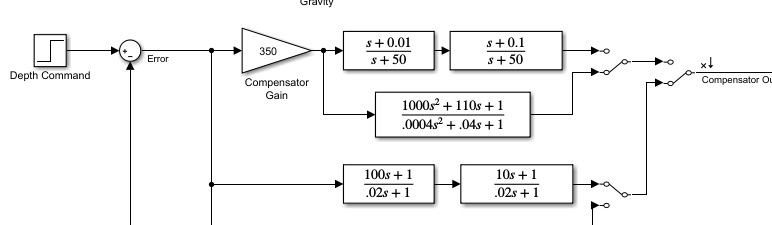 Gravity
Depth Command
+
−
Error
350
Compensator
Gain
s + 0.01
s + 50
s + 0.1
s + 50
1000s² + 110s + 1
.0004s² + .04s + 1
100s + 1
.02s + 1
10s + 1
.02s + 1
Compensator Ou